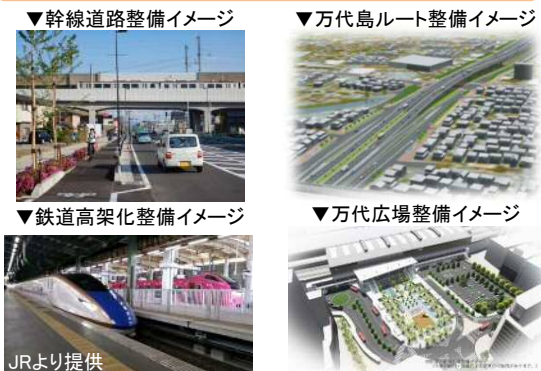 ▼幹線道路整備イメージ
▼万代島ルート整備イメージ
▼鉄道高架化整備イメージ
▼万代広場整備イメージ
JRより提供